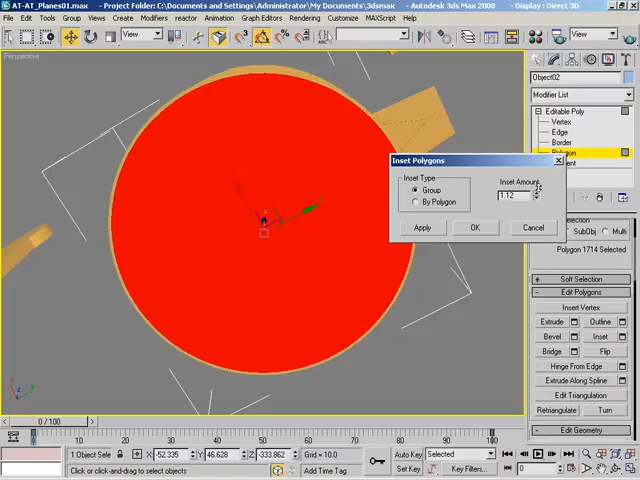 AT-AT_Planes01.max - Project Folder: C:\Documents and Settings\Administrator\My Documents\3dsmax - Autodesk 3ds Max 2008 - Display : Direct 3D
File Edit Tools Group Views Create Modifiers reactor Animation Graph Editors Rendering Customize MAXScript Help
View
View
Perspective
Object02
Modifier List
Editable Poly
Vertex
Edge
Border
Polygon
Inset Polygons
Inset Type
Group
By Polygon
Inset Amount:
1.12
Apply OK Cancel
SubObj Multi
Polygon 1714 Selected
+ Soft Selection
- Edit Polygons
Insert Vertex
Extrude Outline
Bevel Inset
Bridge Flip
Hinge From Edge
Extrude Along Spline
Edit Triangulation
Retriangulate Turn
- Edit Geometry
0 / 100
0 10 20 30 40 50 60 70 80 90 100
1 Object Selec X: -52.335 Y: 46.628 Z: -333.862 Grid = 10.0
Auto Key Selected
Click or click-and-drag to select objects Add Time Tag
Set Key Key Filters... 0